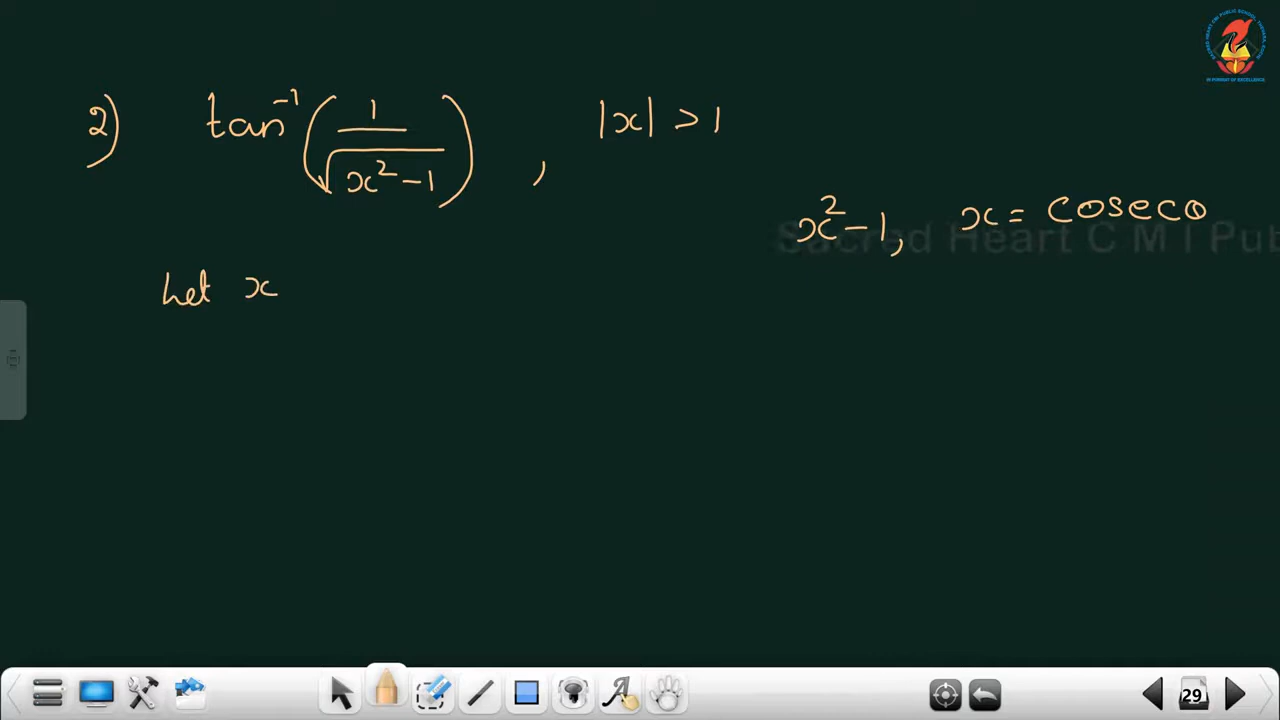 2) tan⁻¹(1/√(x²-1)), |x| > 1
x²-1, x = cosecθ
Sacred Heart C M I Pub
Let x
29